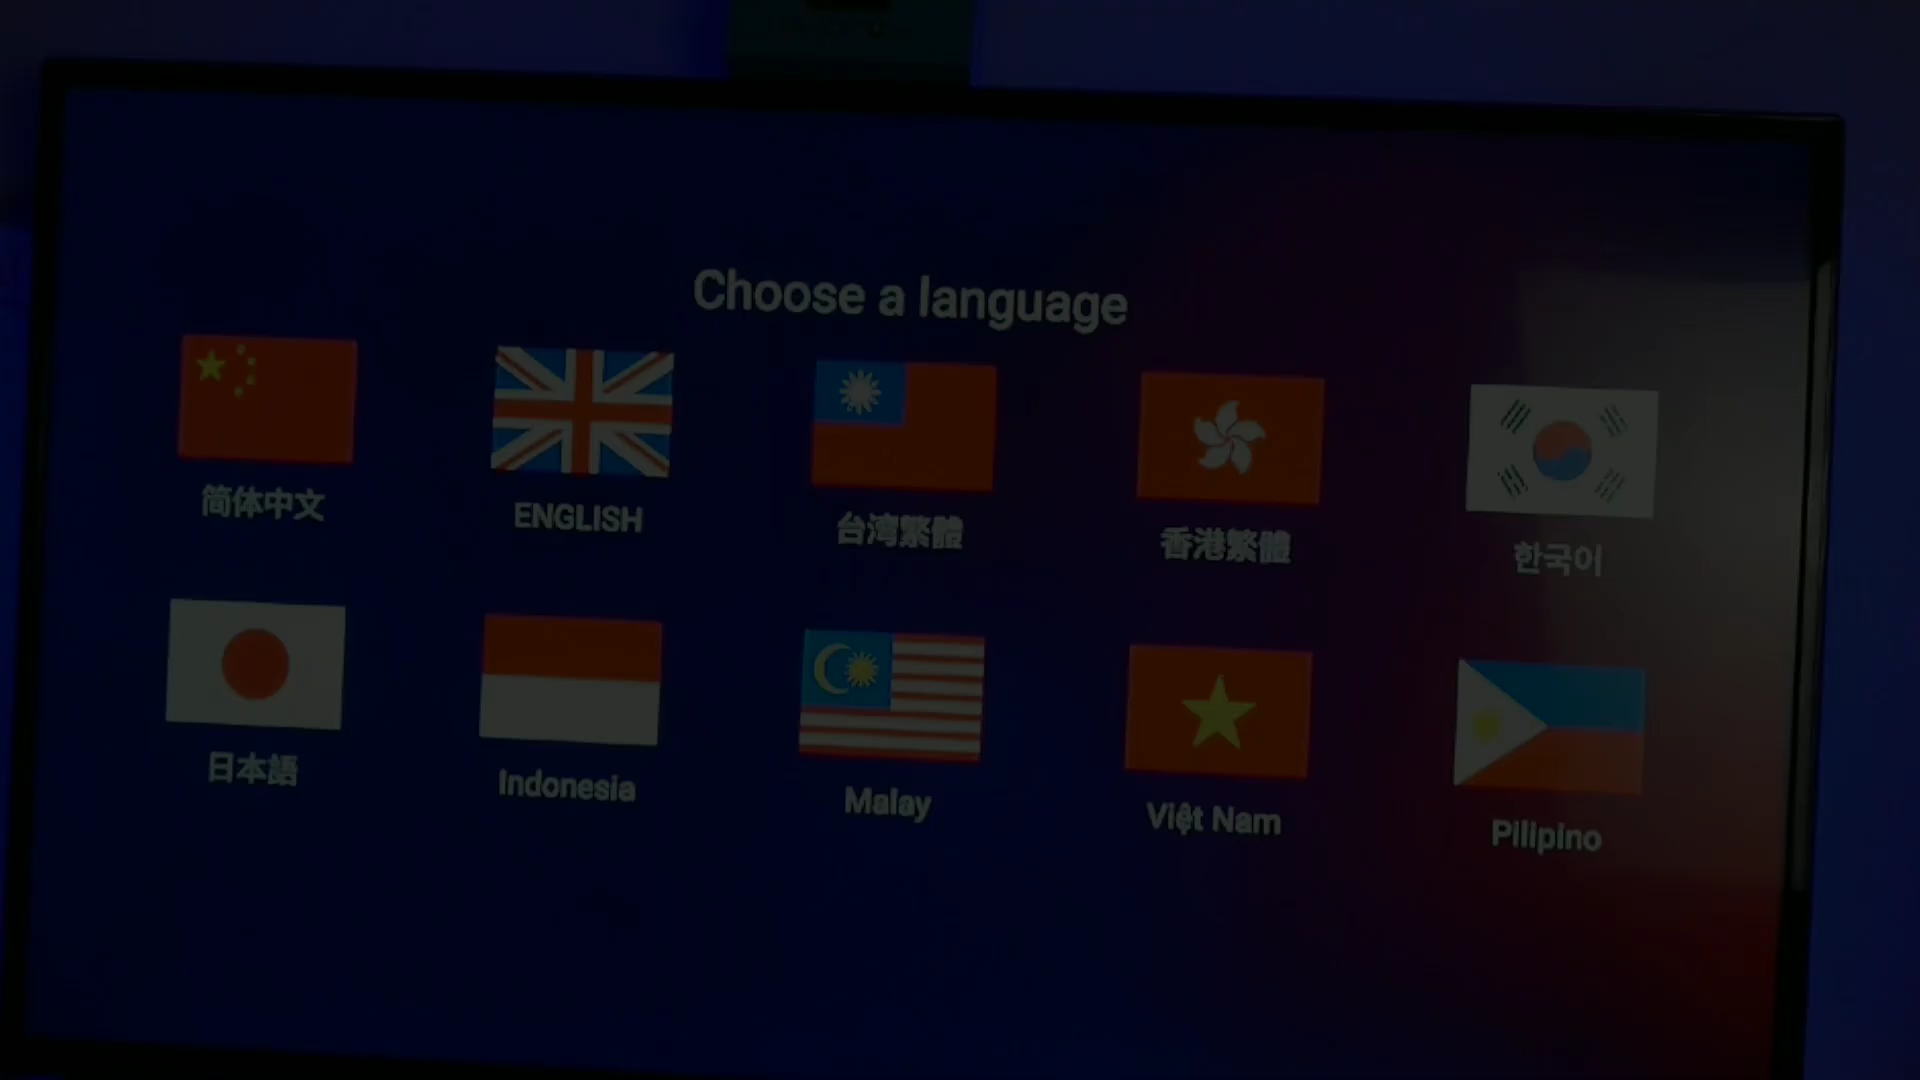 Choose a language
简体中文
ENGLISH
台湾繁體
香港繁體
한국어
日本語
Indonesia
Malay
Việt Nam
Pilipino